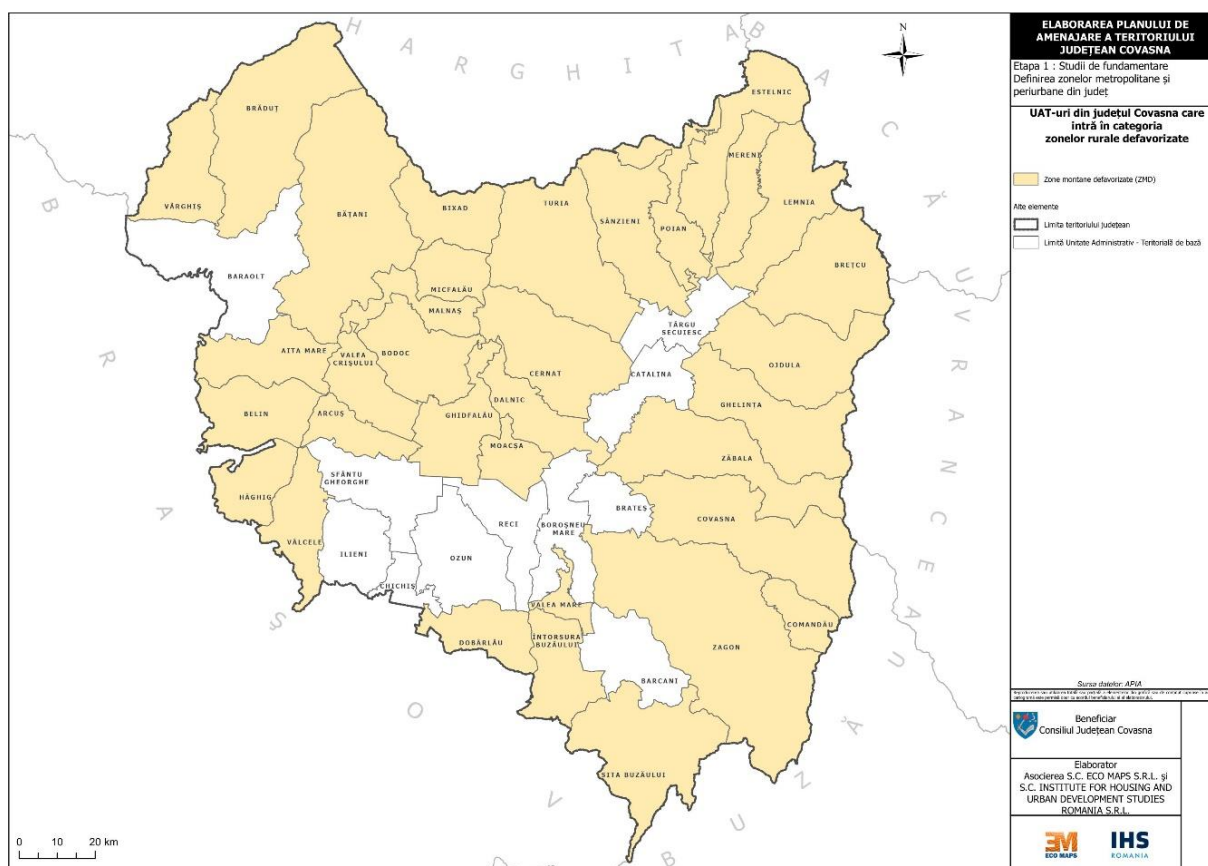 HARGHITA
BACĂU
VRANCEA
BUZĂU
BRAȘOV
N
ESTELNIC
BRĂDUȚ
MERENI
LEMNIA
VÂRGHIȘ
BĂȚANI
BIXAD
TURIA
SÂNZIENI
POIAN
BREȚCU
BARAOLT
MICFALĂU
MALNAȘ
TÂRGU
SECUIESC
AITA MARE
VALEA
CRIȘULUI
BODOC
OJDULA
CERNAT
CATALINA
DALNIC
GHELINȚA
BELIN
ARCUȘ
GHIDFALĂU
MOACȘA
ZĂBALA
SFÂNTU
GHEORGHE
HĂGHIG
BRATEȘ
COVASNA
RECI
BOROȘNEU
MARE
VÂLCELE
ILIENI
OZUN
CHICHIȘ
VALEA MARE
COMANDĂU
DOBÂRLĂU
ÎNTORSURA
BUZĂULUI
ZAGON
BARCANI
SITA BUZĂULUI
0 10 20 km
ELABORAREA PLANULUI DE
AMENAJARE A TERITORIULUI
JUDEȚEAN COVASNA
Etapa 1 : Studii de fundamentare
Definirea zonelor metropolitane și
periurbane din județ
UAT-uri din județul Covasna care
intră în categoria
zonelor rurale defavorizate
Zone montane defavorizate (ZMD)
Alte elemente
Limita teritoriului județean
Limită Unitate Administrativ - Teritorială de bază
Sursa datelor: APIA
Beneficiar
Consiliul Județean Covasna
Elaborator
Asocierea S.C. ECO MAPS S.R.L. și
S.C. INSTITUTE FOR HOUSING AND
URBAN DEVELOPMENT STUDIES
ROMANIA S.R.L.
EM
ECO MAPS
IHS
ROMANIA